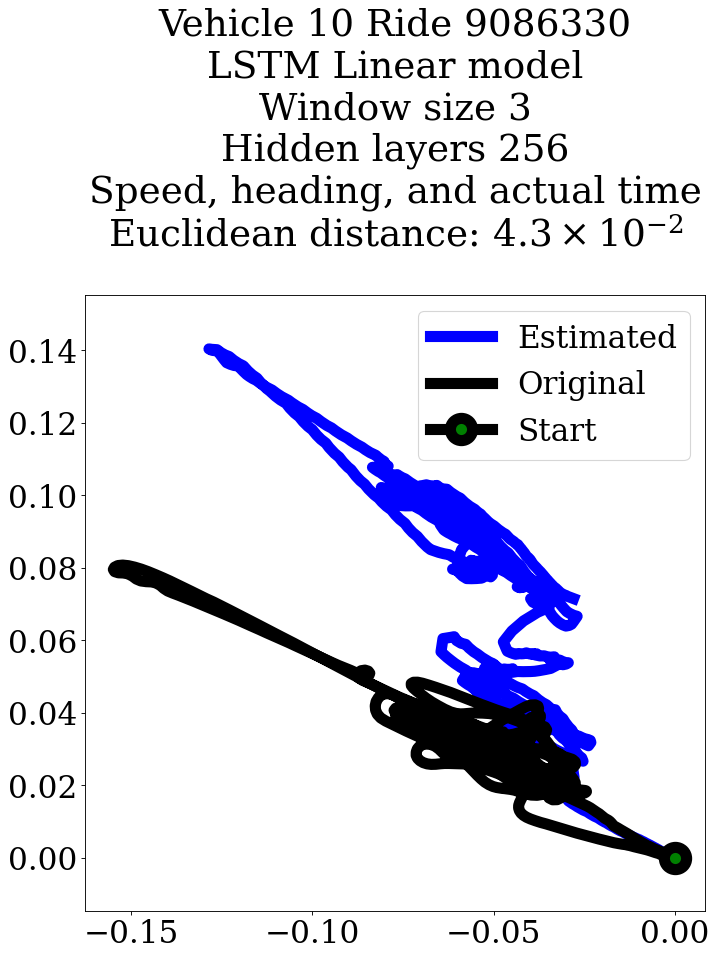 Vehicle 10 Ride 9086330
LSTM Linear model
Window size 3
Hidden layers 256
Speed, heading, and actual time
Euclidean distance: 4.3 × 10⁻²
Estimated
Original
Start
0.14
0.12
0.10
0.08
0.06
0.04
0.02
0.00
−0.15
−0.10
−0.05
0.00